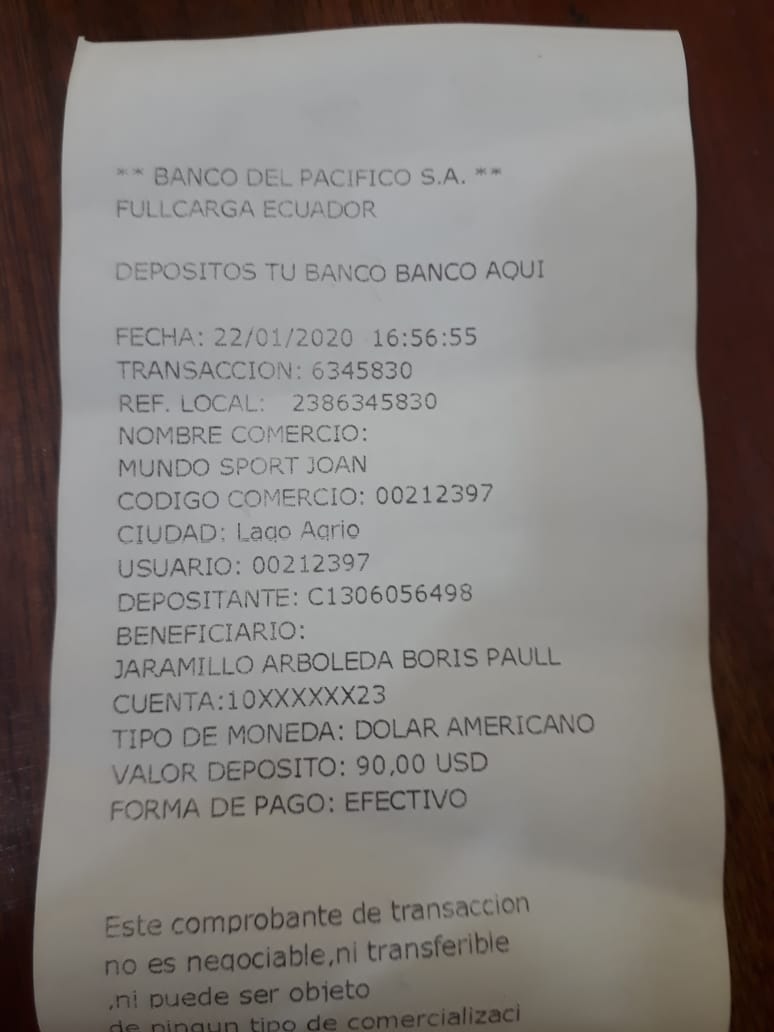 ** BANCO DEL PACIFICO S.A. **
FULLCARGA ECUADOR
DEPOSITOS TU BANCO BANCO AQUI
FECHA: 22/01/2020 16:56:55
TRANSACCION: 6345830
REF. LOCAL: 2386345830
NOMBRE COMERCIO:
MUNDO SPORT JOAN
CODIGO COMERCIO: 00212397
CIUDAD: Lago Agrio
USUARIO: 00212397
DEPOSITANTE: C1306056498
BENEFICIARIO:
JARAMILLO ARBOLEDA BORIS PAULL
CUENTA:10XXXXXX23
TIPO DE MONEDA: DOLAR AMERICANO
VALOR DEPOSITO: 90,00 USD
FORMA DE PAGO: EFECTIVO
Este comprobante de transaccion
no es negociable,ni transferible
,ni puede ser objeto
de ningun tipo de comercializaci